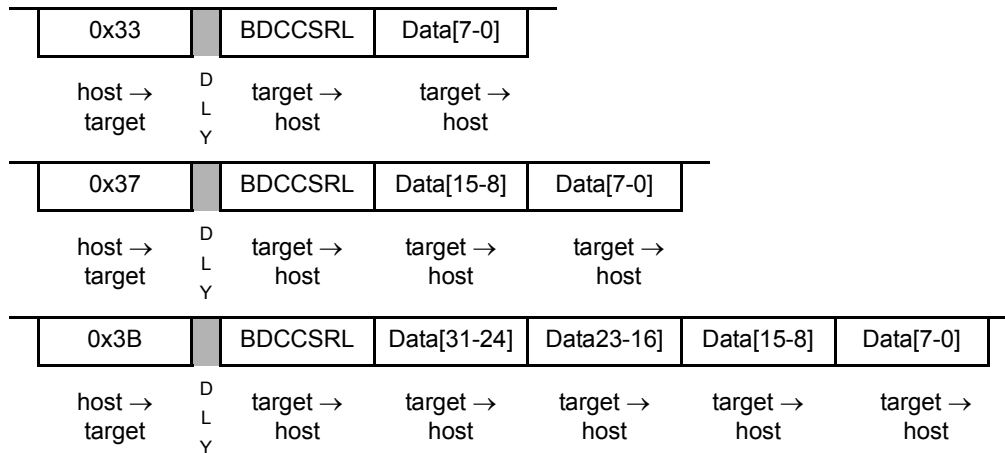 0x33 BDCCSRL Data[7-0]
host → D target → target →
target L host host
Y
0x37 BDCCSRL Data[15-8] Data[7-0]
host → D target → target → target →
target L host host host
Y
0x3B BDCCSRL Data[31-24] Data23-16] Data[15-8] Data[7-0]
host → D target → target → target → target → target →
target L host host host host host
Y